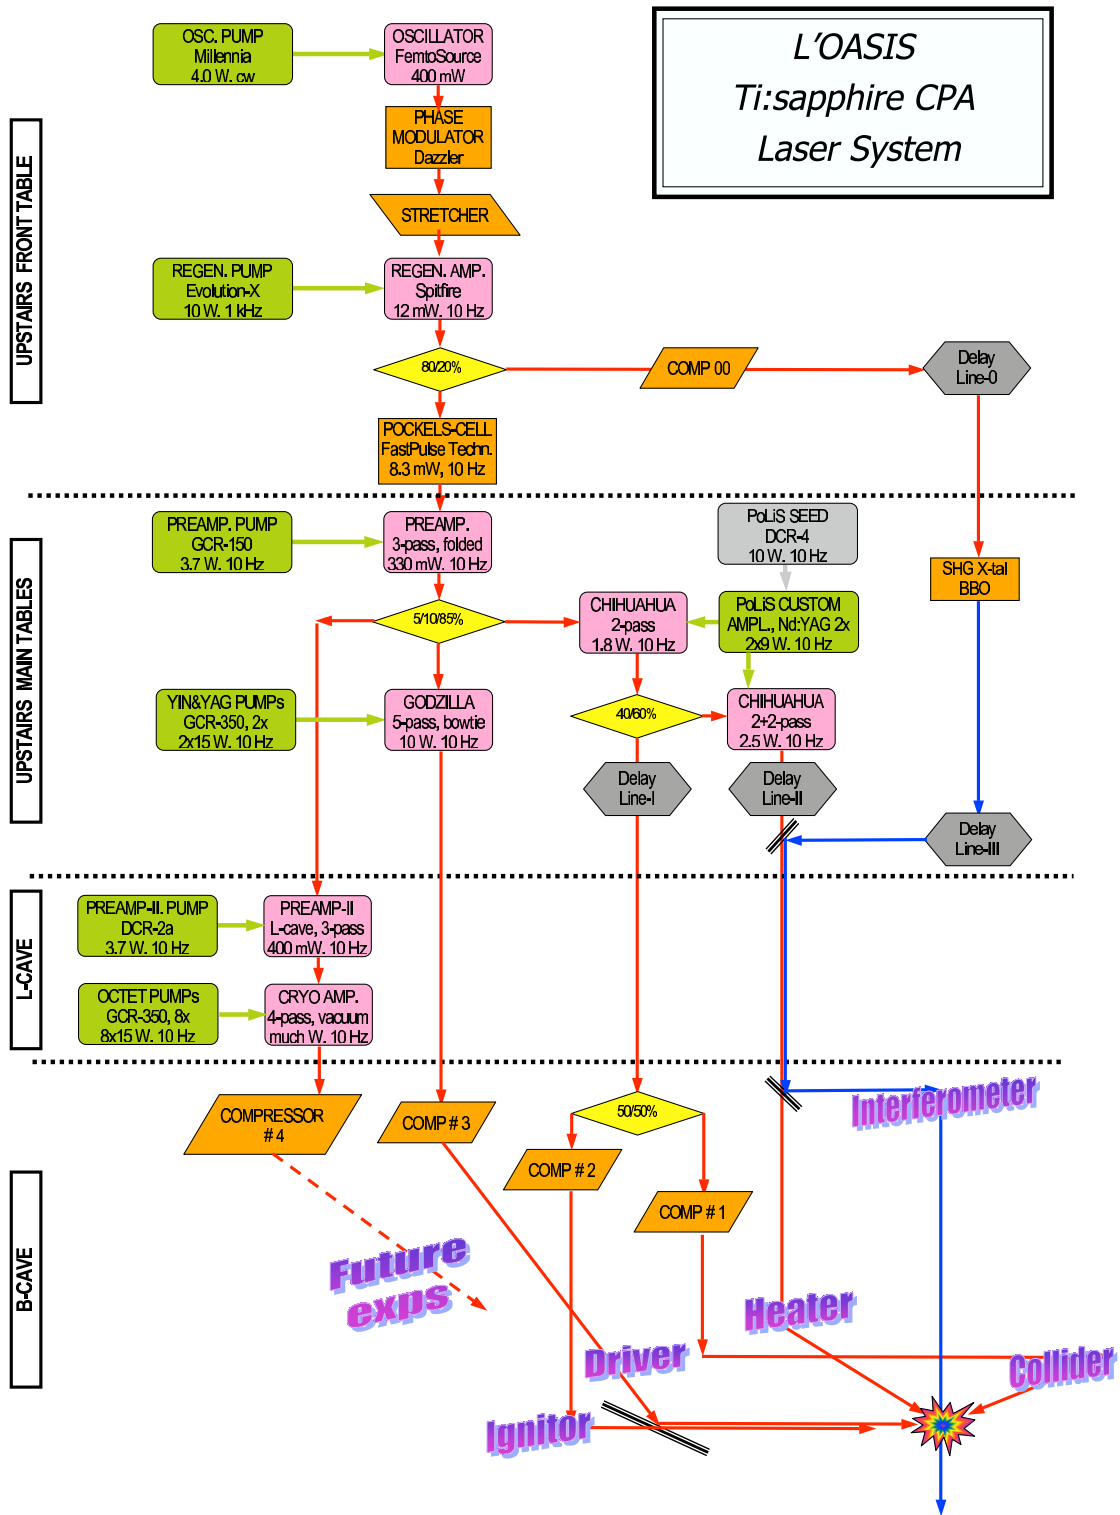 L'OASIS
Ti:sapphire CPA
Laser System
UPSTAIRS FRONT TABLE
OSC. PUMP
Millennia
4.0 W. cw
OSCILLATOR
FemtoSource
400 mW
PHASE
MODULATOR
Dazzler
STRETCHER
REGEN. PUMP
Evolution-X
10 W. 1 kHz
REGEN. AMP.
Spitfire
12 mW. 10 Hz
80/20%
COMP 00
Delay
Line-0
POCKELS-CELL
FastPulse Techn.
8.3 mW, 10 Hz
UPSTAIRS MAIN TABLES
PREAMP. PUMP
GCR-150
3.7 W. 10 Hz
PREAMP.
3-pass, folded
330 mW. 10 Hz
PoLiS SEED
DCR-4
10 W. 10 Hz
SHG X-tal
BBO
5/10/85%
CHIHUAHUA
2-pass
1.8 W. 10 Hz
PoLiS CUSTOM
AMPL., Nd:YAG 2x
2x9 W. 10 Hz
YIN&YAG PUMPs
GCR-350, 2x
2x15 W. 10 Hz
GODZILLA
5-pass, bowtie
10 W. 10 Hz
40/60%
CHIHUAHUA
2+2-pass
2.5 W. 10 Hz
Delay
Line-I
Delay
Line-II
Delay
Line-III
L-CAVE
PREAMP-II. PUMP
DCR-2a
3.7 W. 10 Hz
PREAMP-II
L-cave, 3-pass
400 mW. 10 Hz
OCTET PUMPs
GCR-350, 8x
8x15 W. 10 Hz
CRYO AMP.
4-pass, vacuum
much W. 10 Hz
B-CAVE
COMPRESSOR
# 4
COMP # 3
50/50%
Interferometer
COMP # 2
COMP # 1
Future
exps
Heater
Driver
Collider
Ignitor